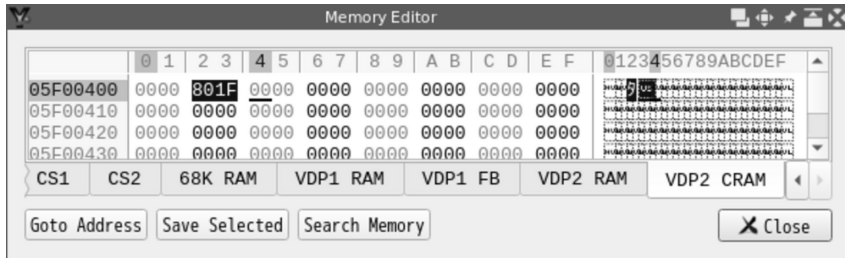 Memory Editor
0 1 2 3 4 5 6 7 8 9 A B C D E F 0123456789ABCDEF
05F00400 0000 801F 0000 0000 0000 0000 0000 0000
05F00410 0000 0000 0000 0000 0000 0000 0000 0000
05F00420 0000 0000 0000 0000 0000 0000 0000 0000
05F00430 0000 0000 0000 0000 0000 0000 0000 0000
CS1 CS2 68K RAM VDP1 RAM VDP1 FB VDP2 RAM VDP2 CRAM
Goto Address Save Selected Search Memory Close